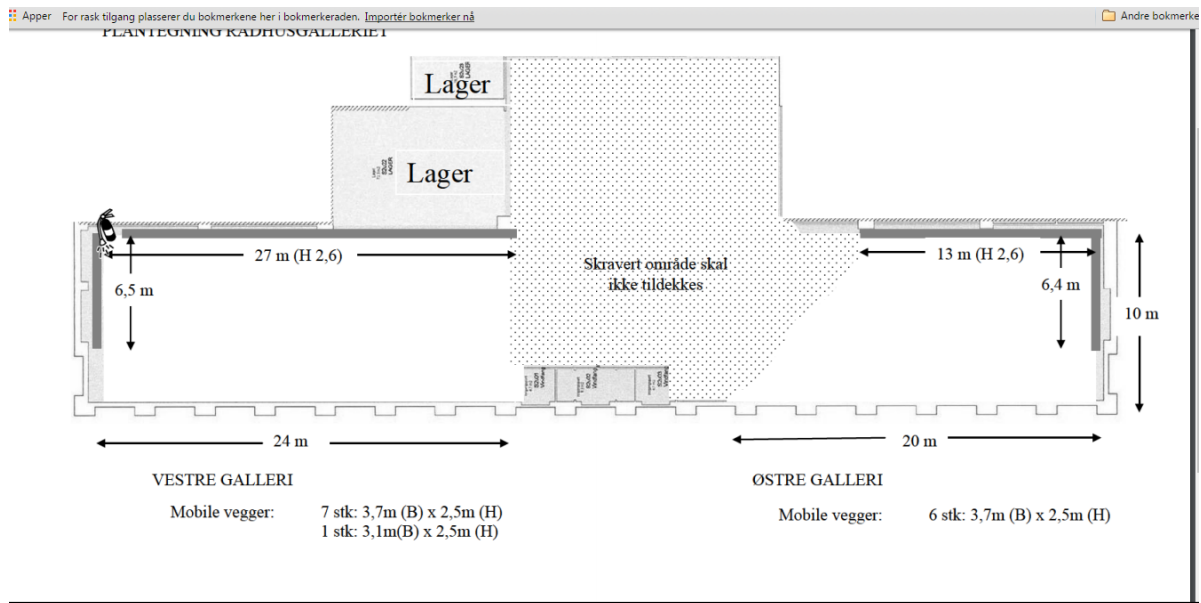 Apper For rask tilgang plasserer du bokmerkene her i bokmerkeraden. Importér bokmerker nå
Andre bokmerke
PLANTEGNING RÅDHUSGALLERIET
Lager
LAGER
Lager
LAGER
27 m (H 2,6)
Skravert område skal
ikke tildekkes
13 m (H 2,6)
6,5 m
6,4 m
10 m
24 m
20 m
VESTRE GALLERI
ØSTRE GALLERI
Mobile vegger: 7 stk: 3,7m (B) x 2,5m (H)
1 stk: 3,1m(B) x 2,5m (H)
Mobile vegger: 6 stk: 3,7m (B) x 2,5m (H)